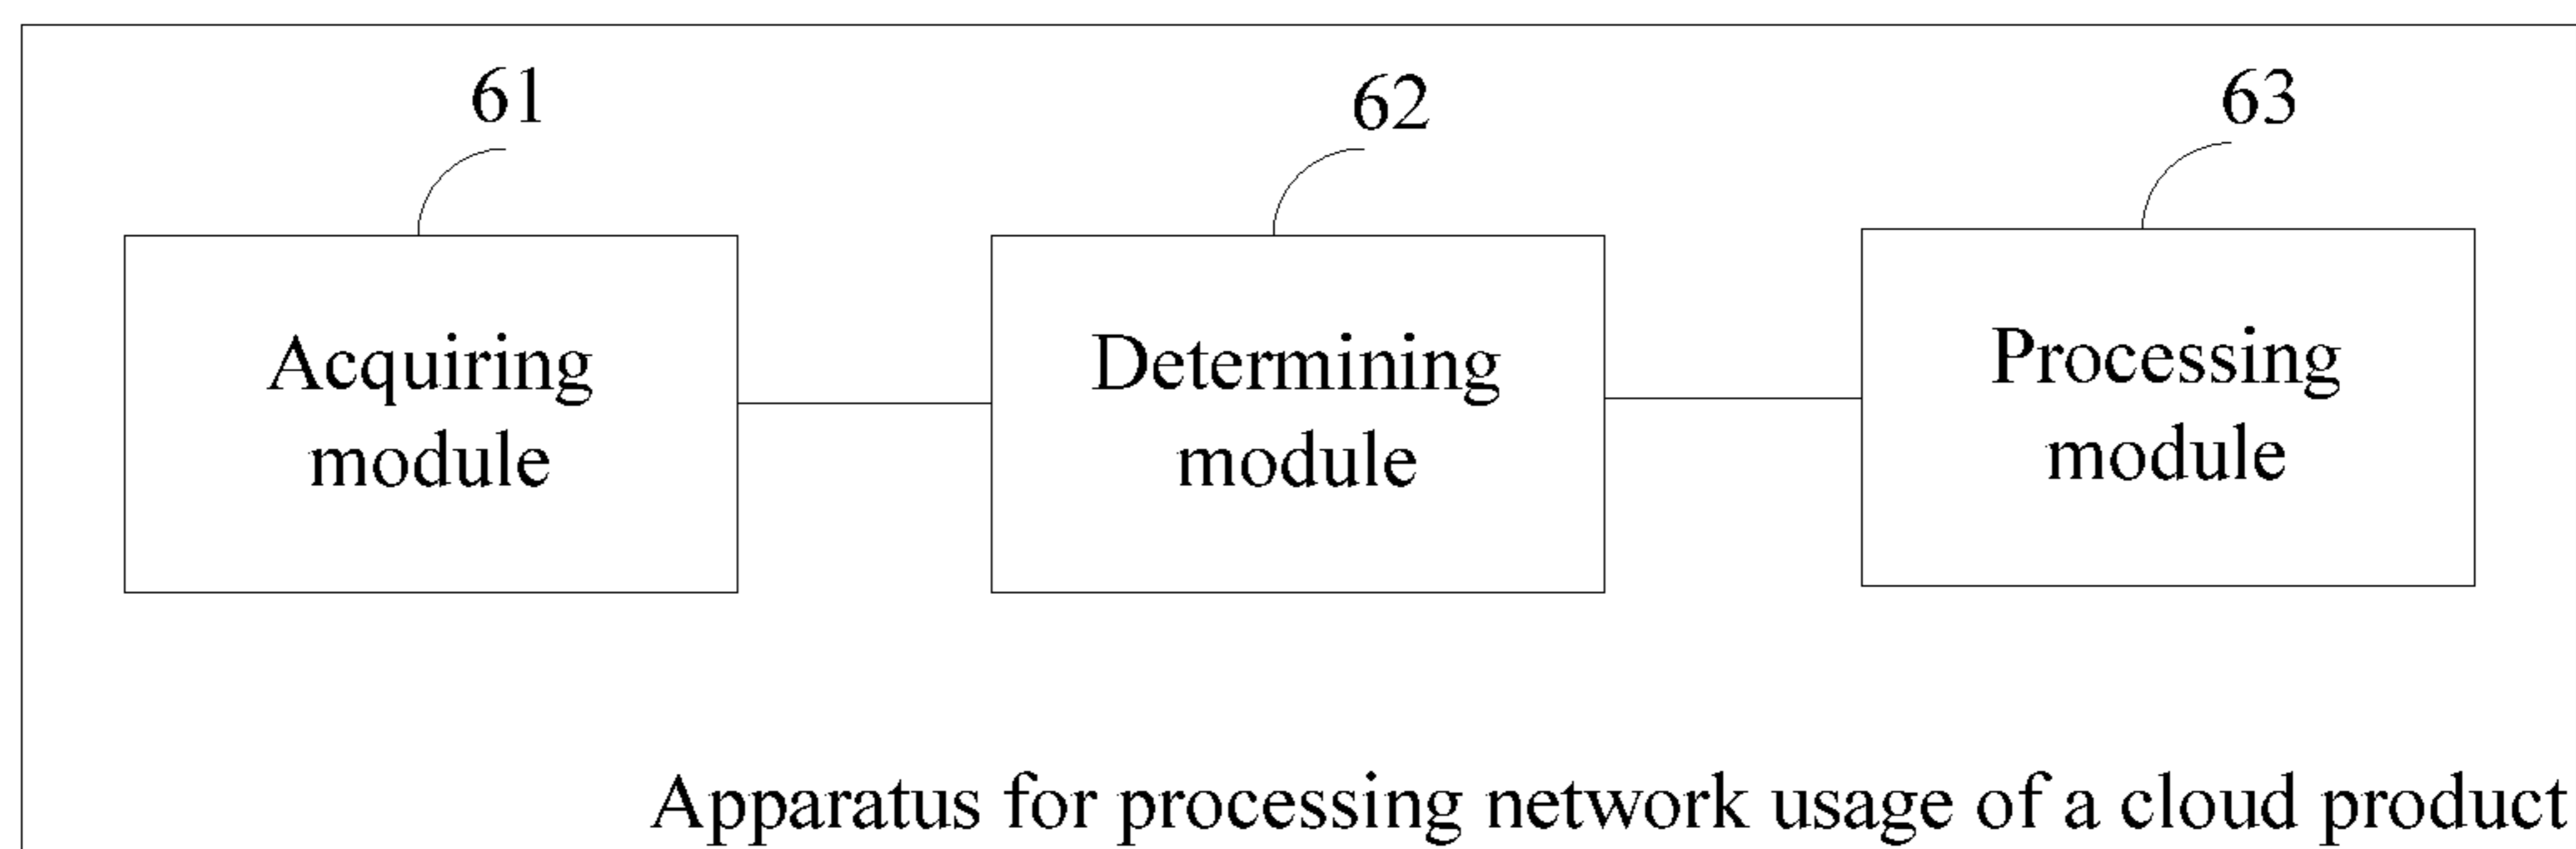 61
62
63
Acquiring
module
Determining
module
Processing
module
Apparatus for processing network usage of a cloud product